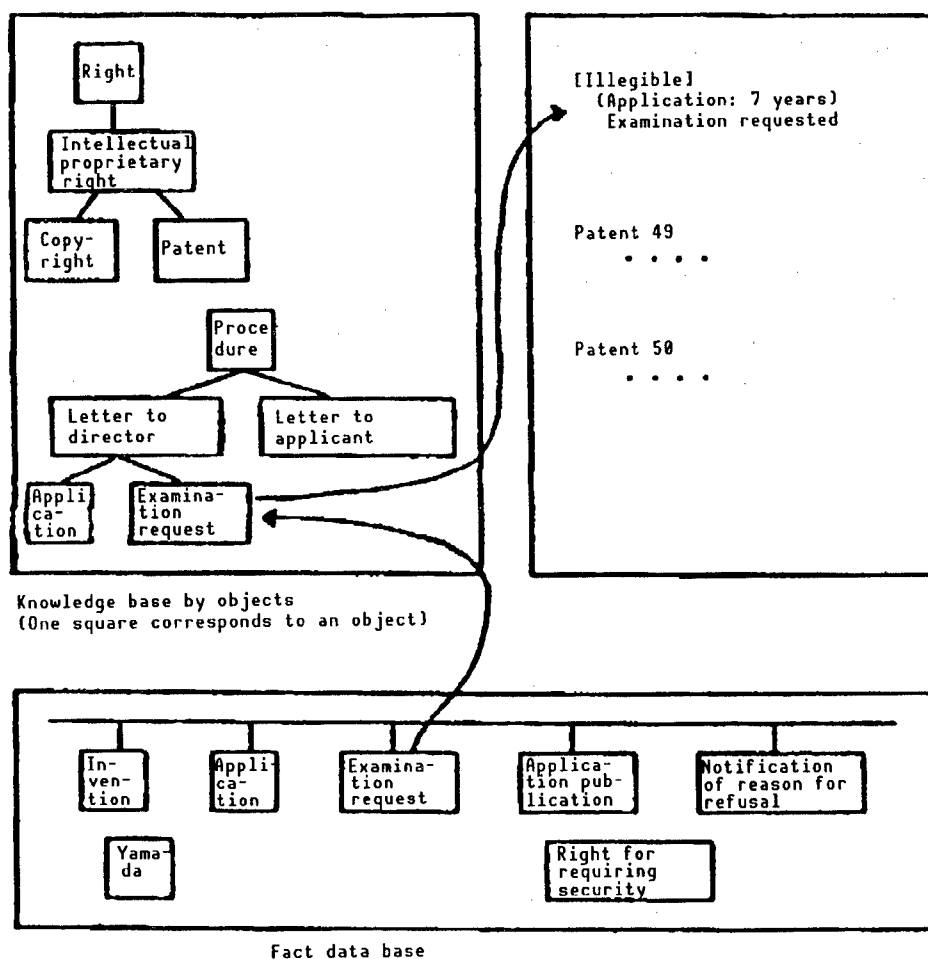 Right
Intellectual
proprietary
right
Copy-
right
Patent
Proce
dure
Letter to
director
Letter to
applicant
Appli
ca-
tion
Examina-
tion
request
Knowledge base by objects
(One square corresponds to an object)
[Illegible]
(Application: 7 years)
Examination requested
Patent 49
. . . .
Patent 50
. . . .
In-
ven-
tion
Appli-
ca-
tion
Examina-
tion
request
Applica-
tion pub-
lication
Notification
of reason for
refusal
Yama-
da
Right for
requiring
security
Fact data base